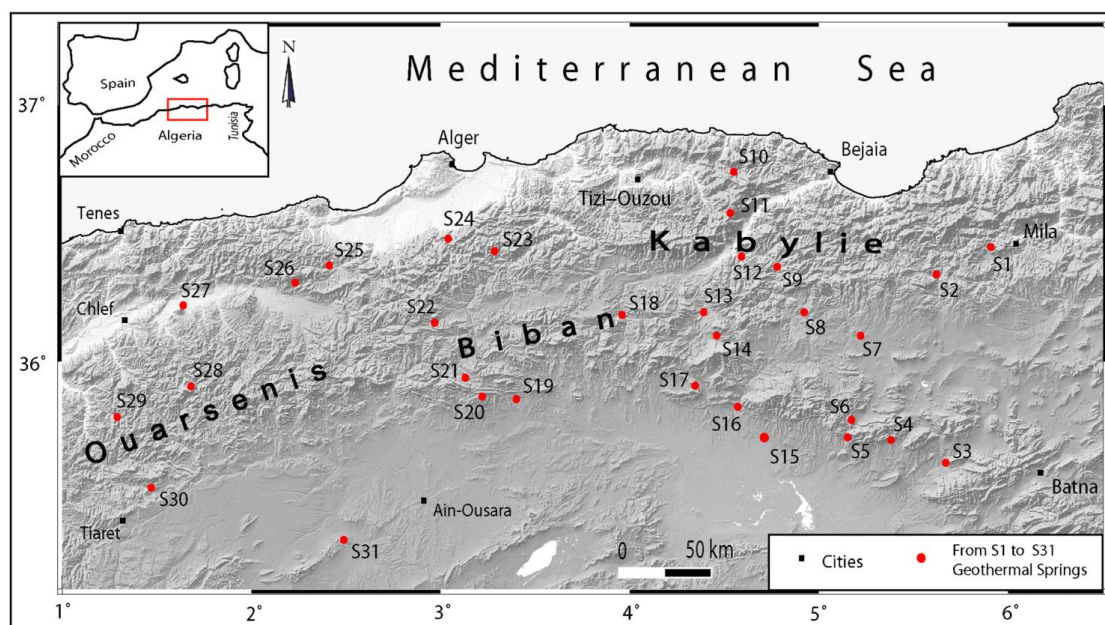 Spain
Morocco
Algeria
Tunisia
N
Mediterranean Sea
37°
36°
Alger
Bejaia
Tizi–Ouzou
Tenes
Mila
Chlef
Kabylie
Biban
Ouarsenis
S10
S11
S24
S23
S25
S26
S12
S9
S1
S2
S27
S22
S18
S13
S8
S14
S7
S28
S21
S19
S20
S17
S16
S29
S6
S4
S5
S15
S3
S30
S31
Batna
Tiaret
Ain-Ousara
0 50 km
Cities
From S1 to S31
Geothermal Springs
1° 2° 3° 4° 5° 6°